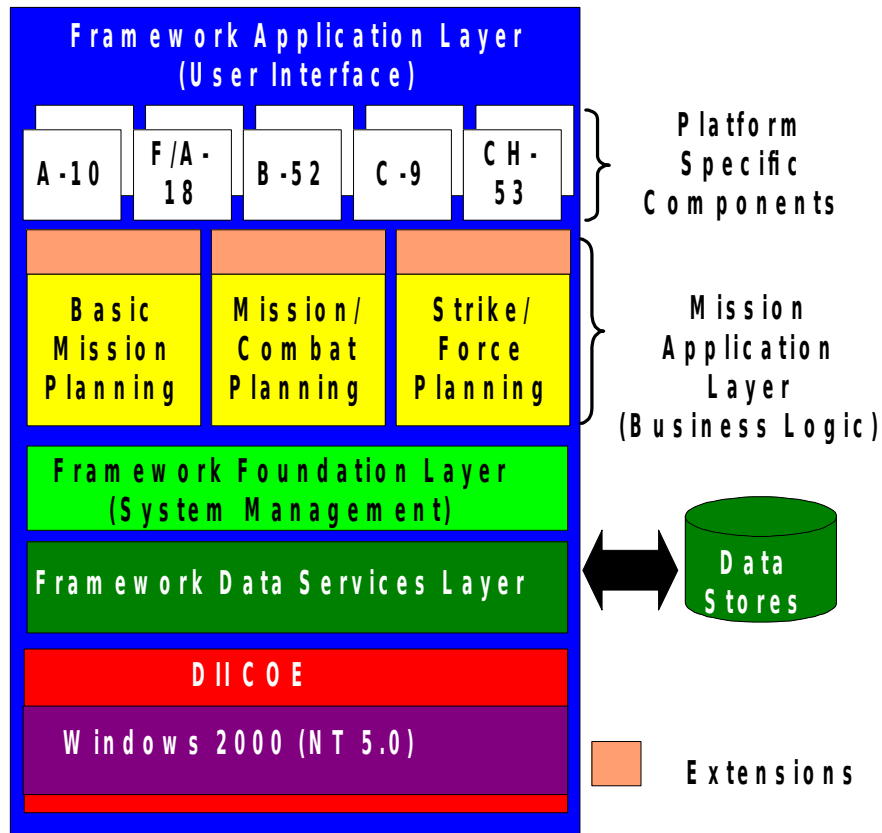 Framework Application Layer
(User Interface)
A-10
F/A-
18
B-52
C-9
CH-
53
Platform
Specific
Components
Basic
Mission
Planning
Mission/
Combat
Planning
Strike/
Force
Planning
Mission
Application
Layer
(Business Logic)
Framework Foundation Layer
(System Management)
Framework Data Services Layer
Data
Stores
DIICOE
Windows 2000 (NT 5.0)
Extensions